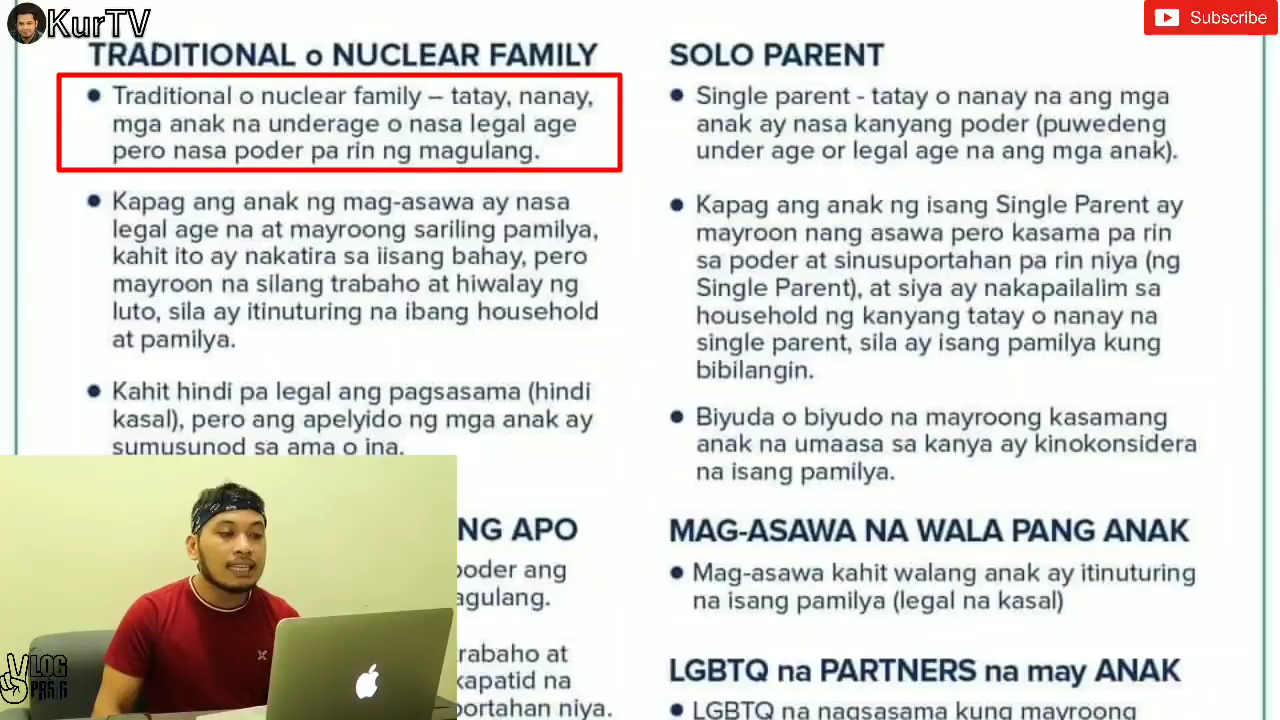 KurTV
Subscribe
TRADITIONAL o NUCLEAR FAMILY
● Traditional o nuclear family – tatay, nanay,
mga anak na underage o nasa legal age
pero nasa poder pa rin ng magulang.
● Kapag ang anak ng mag-asawa ay nasa
legal age na at mayroong sariling pamilya,
kahit ito ay nakatira sa iisang bahay, pero
mayroon na silang trabaho at hiwalay ng
luto, sila ay itinuturing na ibang household
at pamilya.
● Kahit hindi pa legal ang pagsasama (hindi
kasal), pero ang apelyido ng mga anak ay
sumusunod sa ama o ina.
NG APO
poder ang
agulang.
rabaho at
kapatid na
portahan niya.
SOLO PARENT
● Single parent - tatay o nanay na ang mga
anak ay nasa kanyang poder (puwedeng
under age or legal age na ang mga anak).
● Kapag ang anak ng isang Single Parent ay
mayroon nang asawa pero kasama pa rin
sa poder at sinusuportahan pa rin niya (ng
Single Parent), at siya ay nakapailalim sa
household ng kanyang tatay o nanay na
single parent, sila ay isang pamilya kung
bibilangin.
● Biyuda o biyudo na mayroong kasamang
anak na umaasa sa kanya ay kinokonsidera
na isang pamilya.
MAG-ASAWA NA WALA PANG ANAK
● Mag-asawa kahit walang anak ay itinuturing
na isang pamilya (legal na kasal)
LGBTQ na PARTNERS na may ANAK
● LGBTQ na nagsasama kung mayroong
VLOG